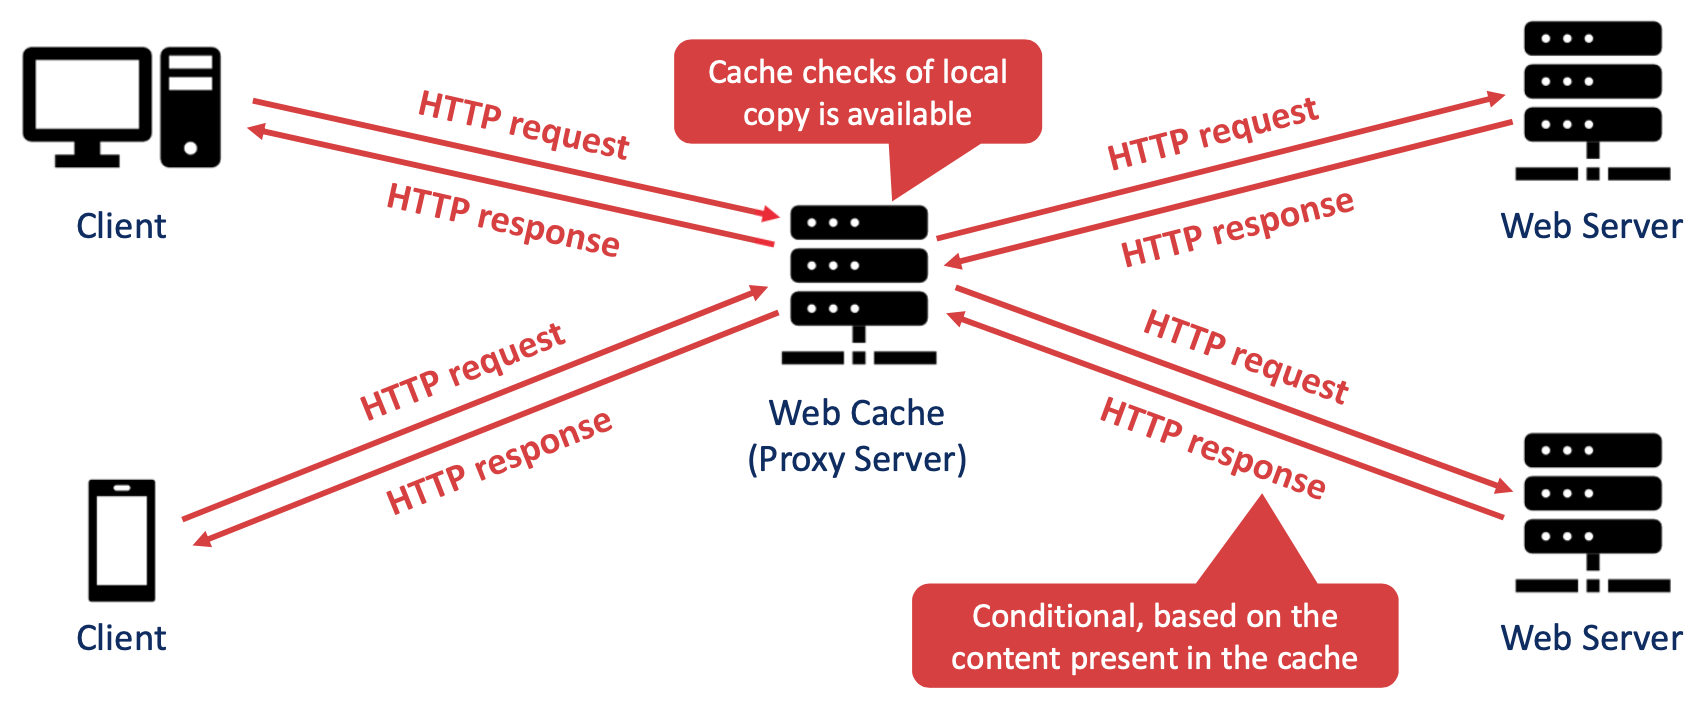 Cache checks of local
copy is available
HTTP request
HTTP response
HTTP request
HTTP response
Client
Web Server
HTTP request
HTTP response
HTTP request
HTTP response
Web Cache
(Proxy Server)
Client
Conditional, based on the
content present in the cache
Web Server